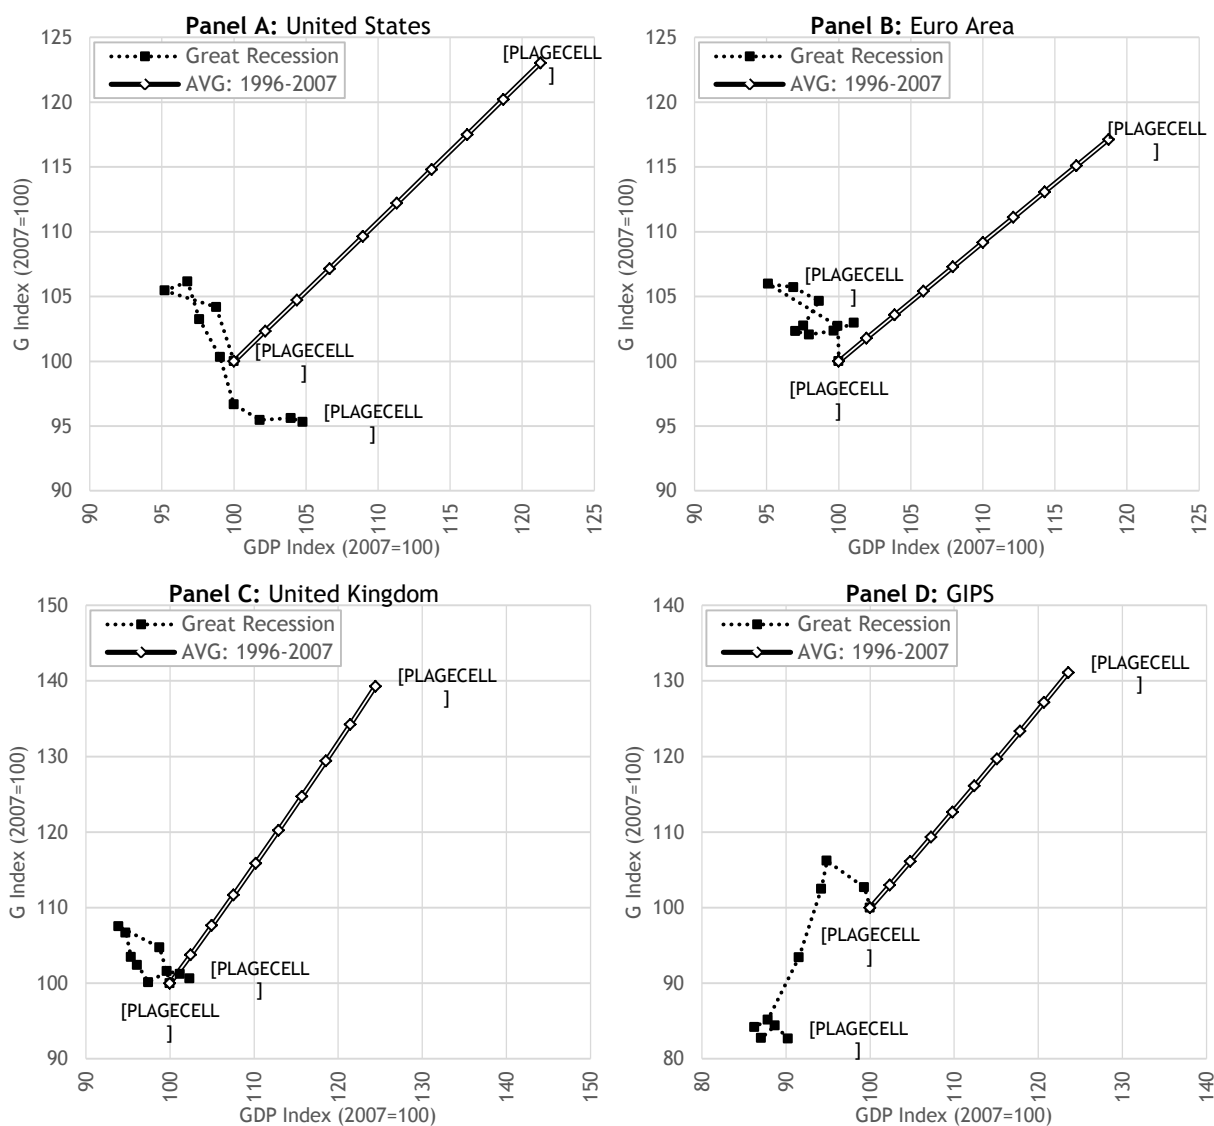 Panel A: United States
Great Recession
AVG: 1996-2007
[PLAGECELL
]
[PLAGECELL
]
[PLAGECELL
]
125
120
115
110
105
100
95
90
G Index (2007=100)
90
95
100
105
110
115
120
125
GDP Index (2007=100)
Panel B: Euro Area
Great Recession
AVG: 1996-2007
[PLAGECELL
]
[PLAGECELL
]
[PLAGECELL
]
125
120
115
110
105
100
95
90
G Index (2007=100)
90
95
100
105
110
115
120
125
GDP Index (2007=100)
Panel C: United Kingdom
Great Recession
AVG: 1996-2007
[PLAGECELL
]
[PLAGECELL
]
[PLAGECELL
]
150
140
130
120
110
100
90
G Index (2007=100)
90
100
110
120
130
140
150
GDP Index (2007=100)
Panel D: GIPS
Great Recession
AVG: 1996-2007
[PLAGECELL
]
[PLAGECELL
]
[PLAGECELL
]
140
130
120
110
100
90
80
G Index (2007=100)
80
90
100
110
120
130
140
GDP Index (2007=100)